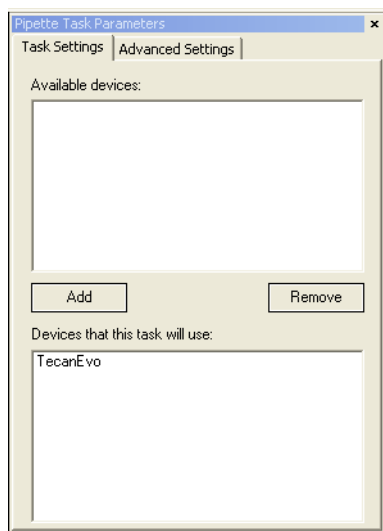 Pipette Task Parameters
Task Settings Advanced Settings
Available devices:
Add Remove
Devices that this task will use:
TecanEvo